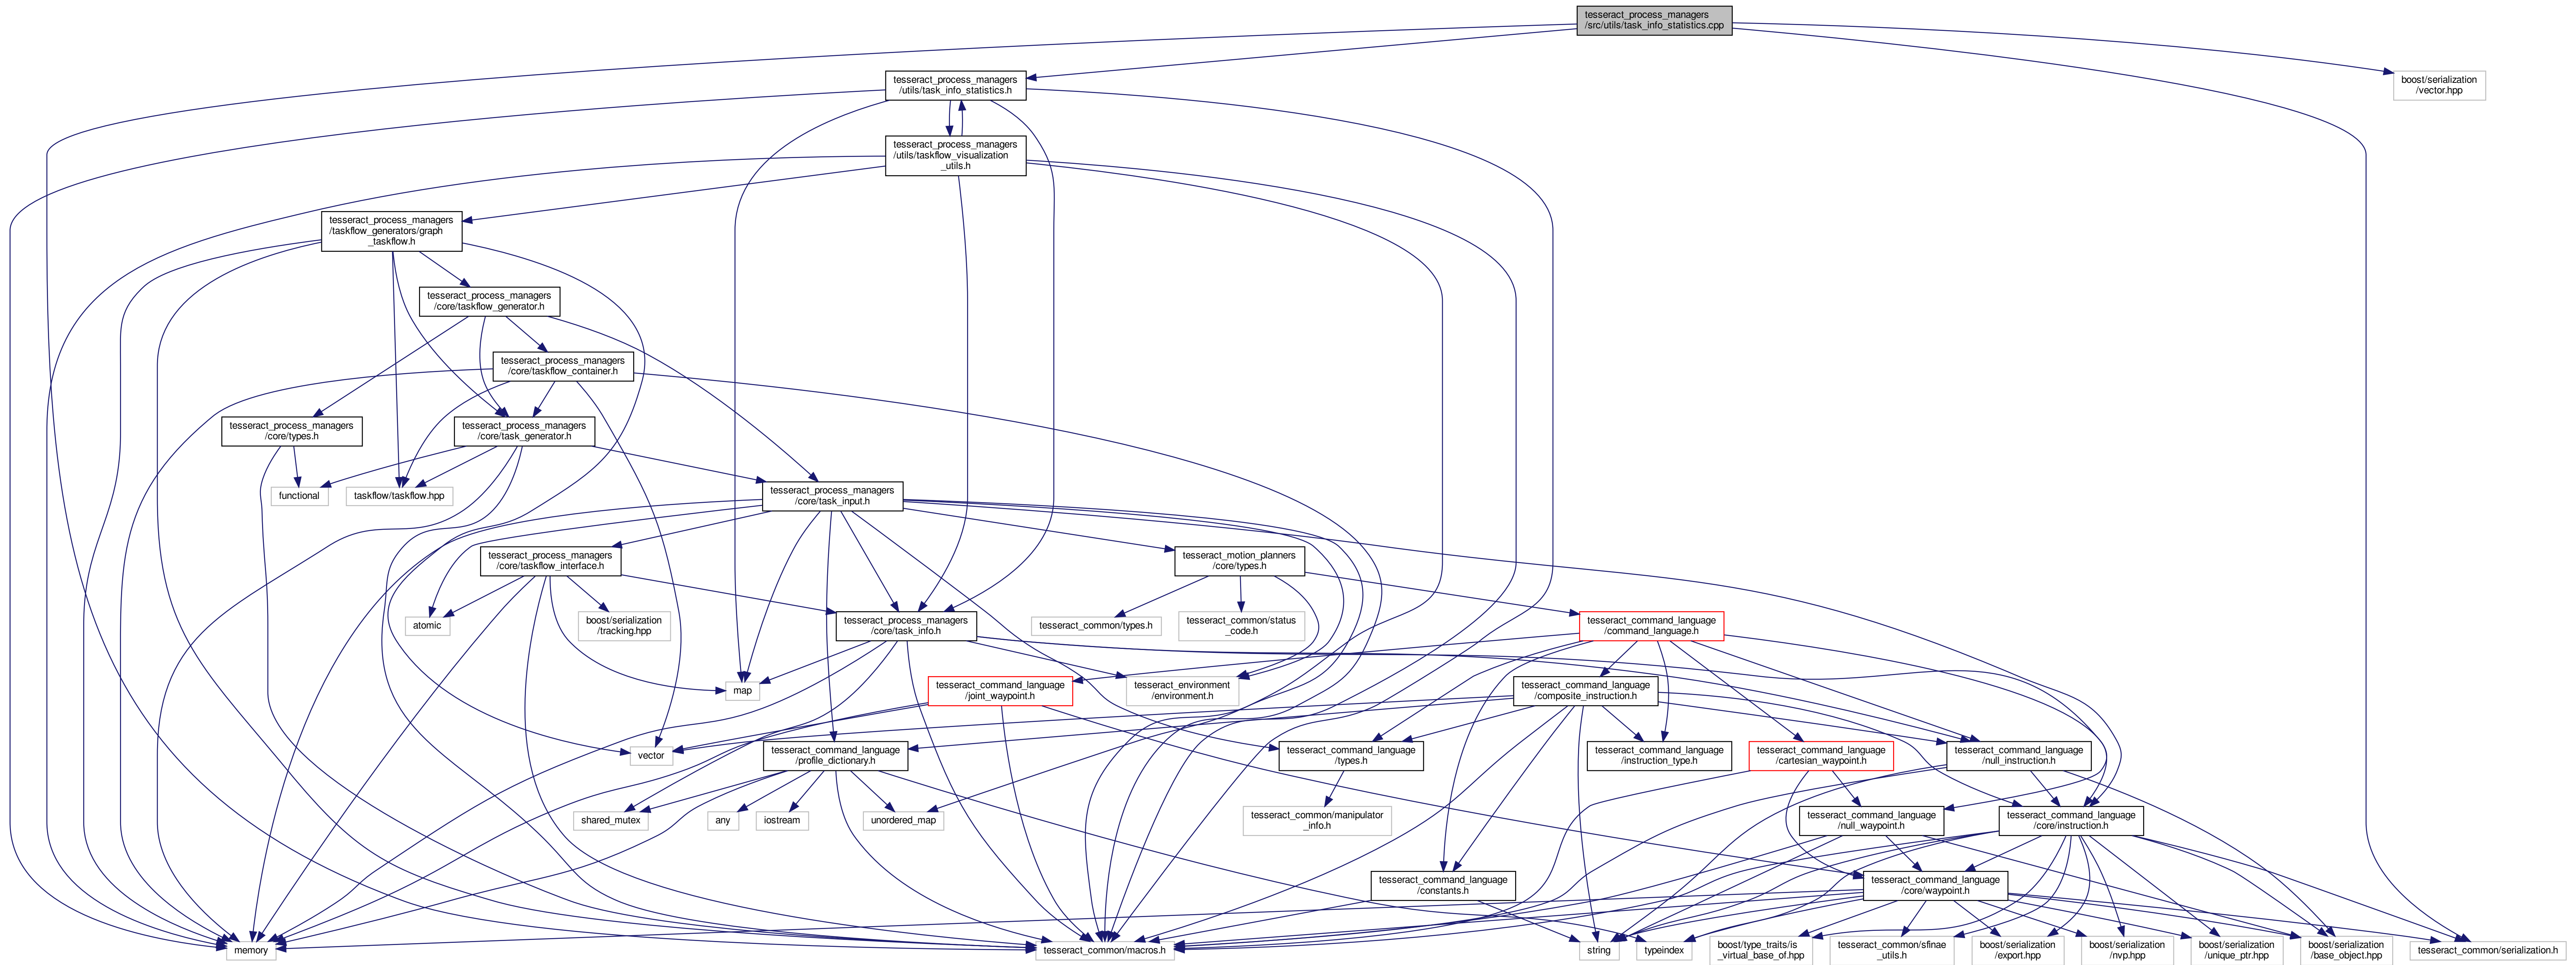 tesseract_process_managers
/src/utils/task_info_statistics.cpp
tesseract_process_managers
/utils/task_info_statistics.h
boost/serialization
/vector.hpp
tesseract_process_managers
/utils/taskflow_visualization
_utils.h
tesseract_process_managers
/taskflow_generators/graph
_taskflow.h
tesseract_process_managers
/core/taskflow_generator.h
tesseract_process_managers
/core/taskflow_container.h
tesseract_process_managers
/core/types.h
tesseract_process_managers
/core/task_generator.h
functional
taskflow/taskflow.hpp
tesseract_process_managers
/core/task_input.h
tesseract_process_managers
/core/taskflow_interface.h
tesseract_motion_planners
/core/types.h
atomic
boost/serialization
/tracking.hpp
tesseract_process_managers
/core/task_info.h
tesseract_common/types.h
tesseract_common/status
_code.h
tesseract_command_language
/command_language.h
map
tesseract_command_language
/joint_waypoint.h
tesseract_environment
/environment.h
tesseract_command_language
/composite_instruction.h
vector
tesseract_command_language
/profile_dictionary.h
tesseract_command_language
/types.h
tesseract_command_language
/instruction_type.h
tesseract_command_language
/cartesian_waypoint.h
tesseract_command_language
/null_instruction.h
shared_mutex
any
iostream
unordered_map
tesseract_common/manipulator
_info.h
tesseract_command_language
/null_waypoint.h
tesseract_command_language
/core/instruction.h
tesseract_command_language
/constants.h
tesseract_command_language
/core/waypoint.h
memory
tesseract_common/macros.h
string
typeindex
boost/type_traits/is
_virtual_base_of.hpp
tesseract_common/sfinae
_utils.h
boost/serialization
/export.hpp
boost/serialization
/nvp.hpp
boost/serialization
/unique_ptr.hpp
boost/serialization
/base_object.hpp
tesseract_common/serialization.h